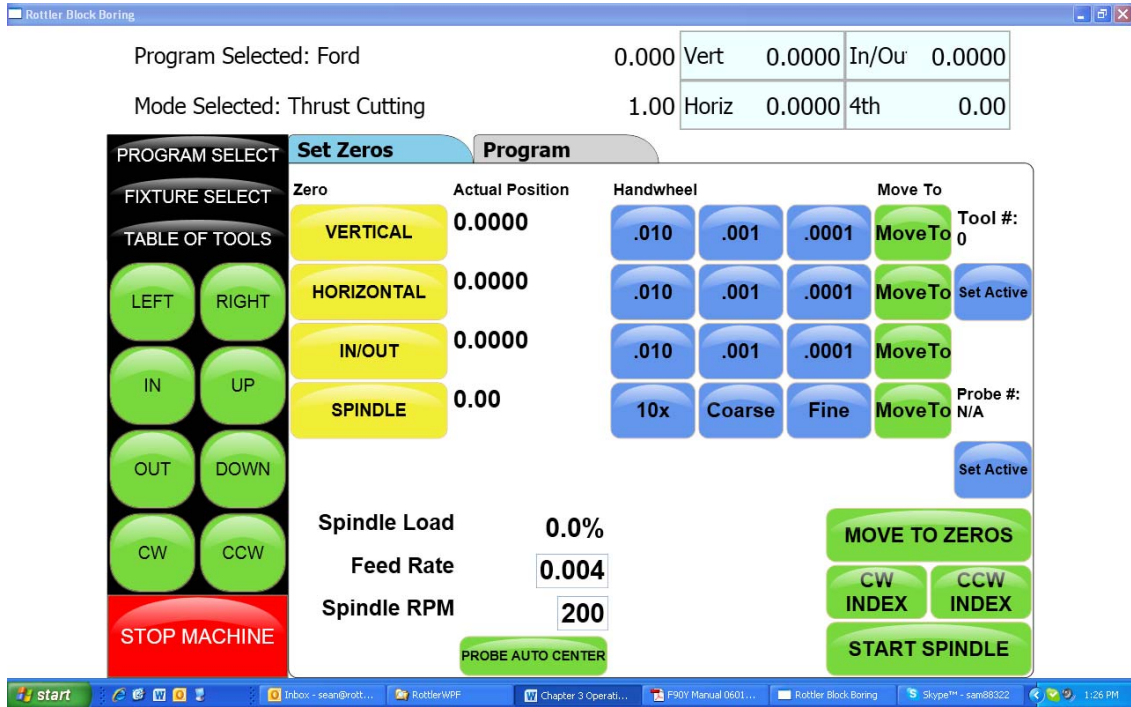 Rottler Block Boring
Program Selected: Ford 0.000 Vert 0.0000 In/Ou 0.0000
Mode Selected: Thrust Cutting 1.00 Horiz 0.0000 4th 0.00
PROGRAM SELECT
FIXTURE SELECT
TABLE OF TOOLS
LEFT RIGHT
IN UP
OUT DOWN
CW CCW
STOP MACHINE
Set Zeros Program
Zero Actual Position Handwheel Move To
VERTICAL 0.0000 .010 .001 .0001 MoveTo Tool #:
0
HORIZONTAL 0.0000 .010 .001 .0001 MoveTo Set Active
IN/OUT 0.0000 .010 .001 .0001 MoveTo
SPINDLE 0.00 10x Coarse Fine MoveTo Probe #:
N/A
Set Active
Spindle Load 0.0%
Feed Rate 0.004
Spindle RPM 200
PROBE AUTO CENTER
MOVE TO ZEROS
CW INDEX CCW INDEX
START SPINDLE
start Inbox - sean@rott... RottlerWPF Chapter 3 Operati... F90Y Manual 0601... Rottler Block Boring Skype™ - sam88322 1:26 PM